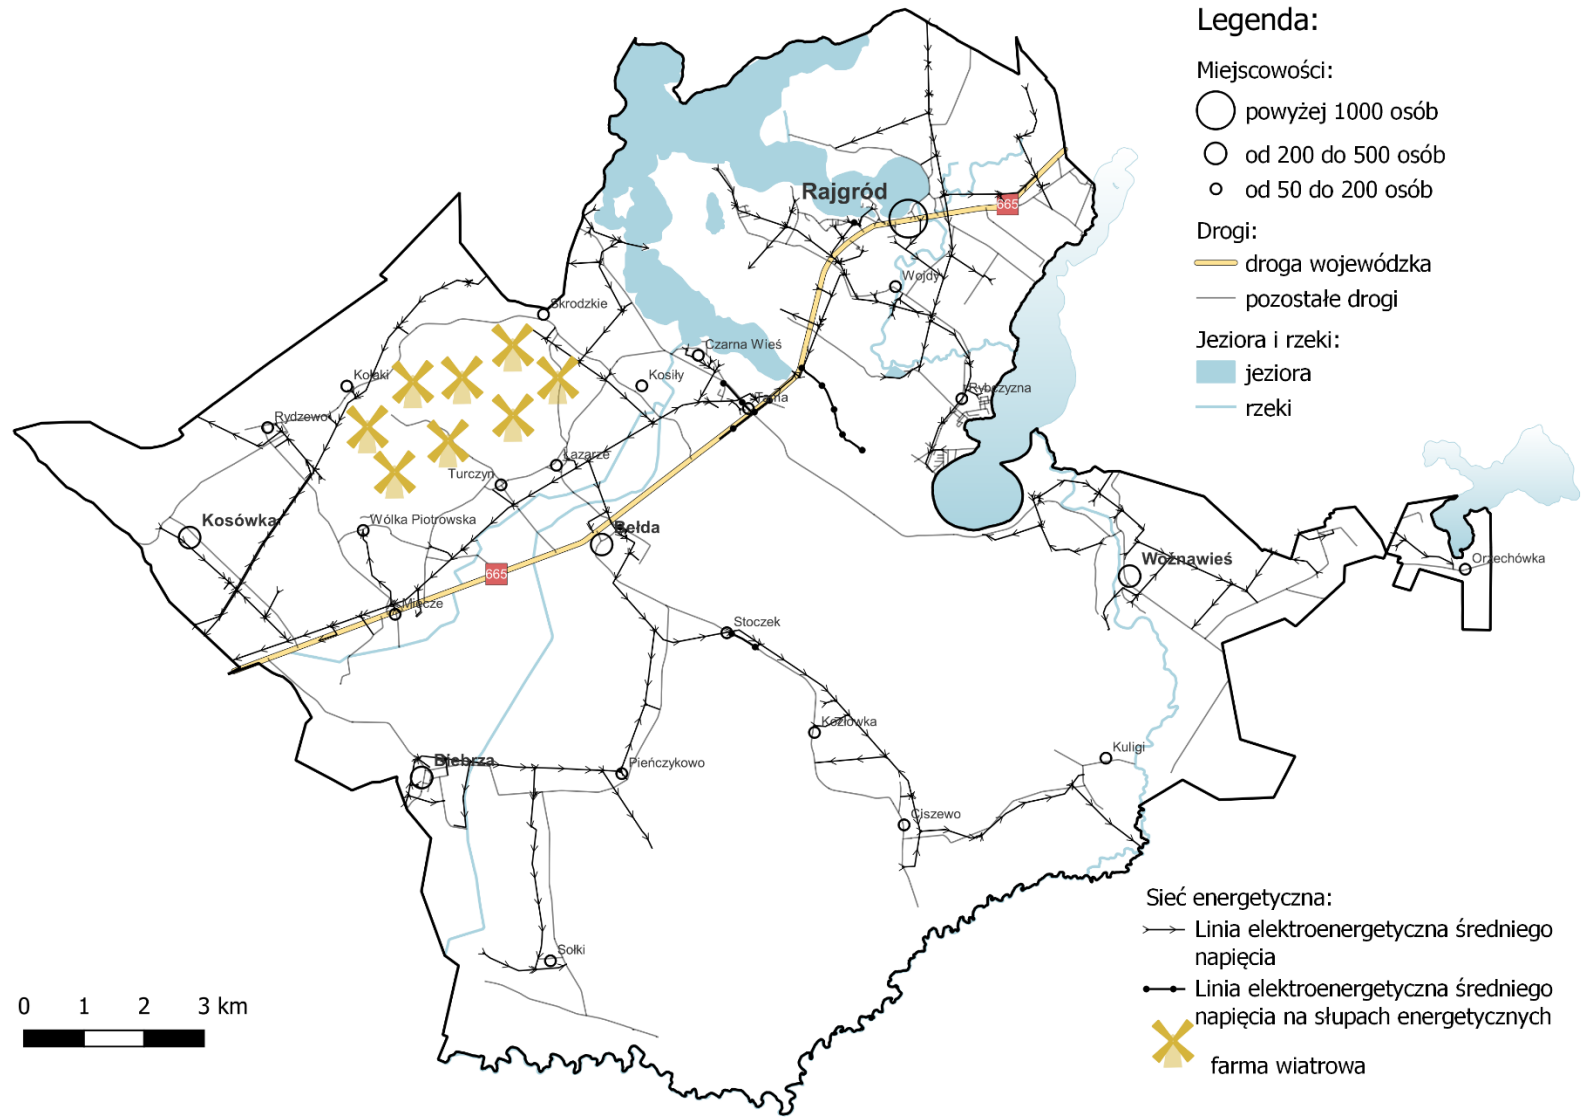 Legenda:
Miejscowości:
powyżej 1000 osób
od 200 do 500 osób
od 50 do 200 osób
Drogi:
droga wojewódzka
pozostałe drogi
Jeziora i rzeki:
jeziora
rzeki
Rajgród
665
Wojdy
Skrodzkie
Czarna Wieś
Kosiły
Kołaki
Tama
Rybczyzna
Rydzewo
Łazarze
Turczyn
Kosówka
Wólka Piotrowska
Bełda
Woźnawieś
Orzechówka
665
Miecze
Stoczek
Kozłówka
Kuligi
Biebrza
Pieńczykowo
Ciszewo
Sołki
Sieć energetyczna:
Linia elektroenergetyczna średniego
napięcia
Linia elektroenergetyczna średniego
napięcia na słupach energetycznych
farma wiatrowa
0 1 2 3 km